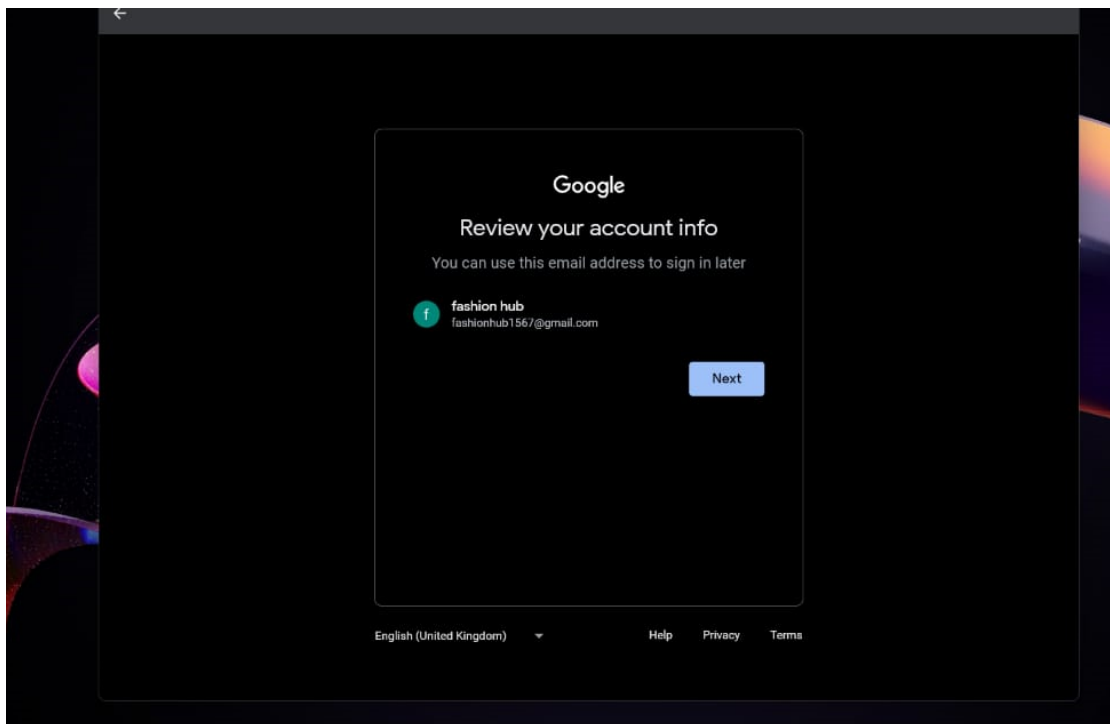 Google
Review your account info
You can use this email address to sign in later
f
fashion hub
fashionhub1567@gmail.com
Next
English (United Kingdom)
Help Privacy Terms